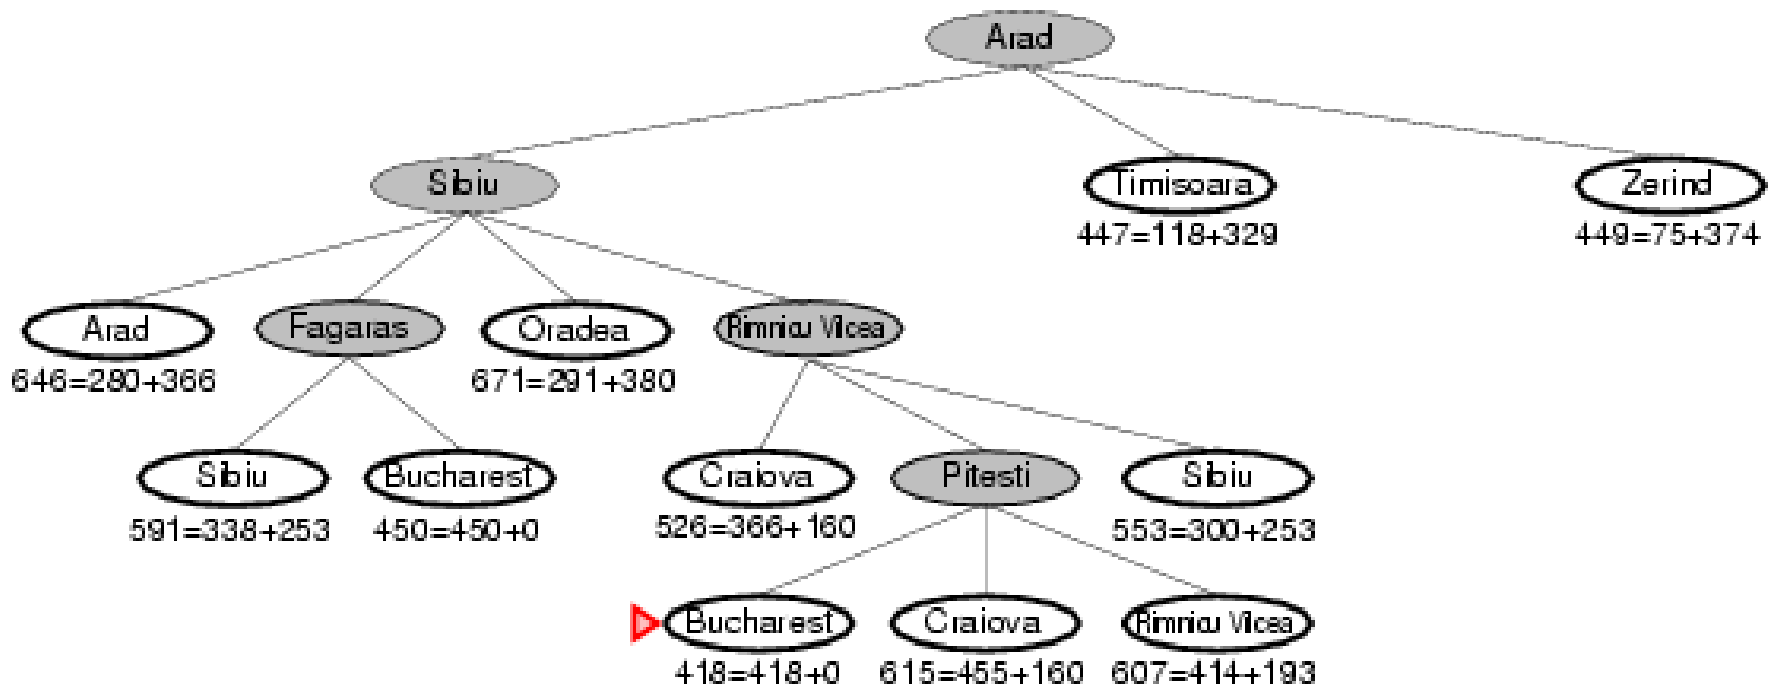 Arad
Sibiu
Timisoara
Zerind
447=118+329
449=75+374
Arad
Fagaras
Oradea
Rimnicu Vilcea
646=280+366
671=291+380
Sibiu
Bucharest
Craiova
Pitesti
Sibiu
591=338+253
450=450+0
526=366+160
553=300+253
Bucharest
Craiova
Rimnicu Vilcea
418=418+0
615=455+160
607=414+193